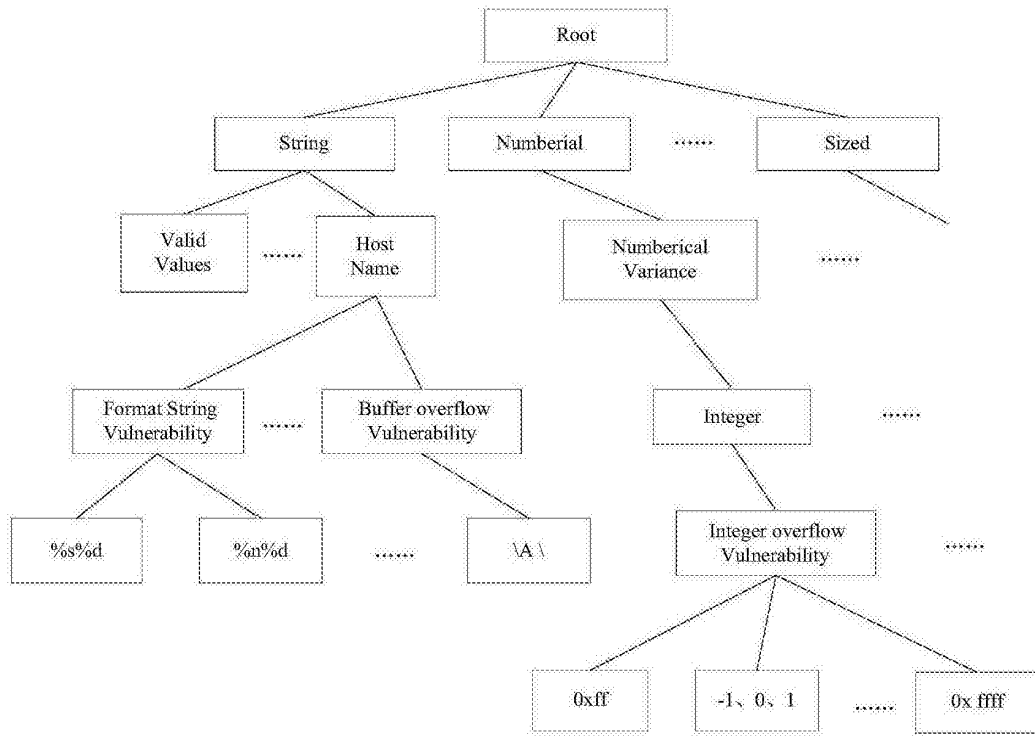 Root
String
Numberial
......
Sized
Valid
Values
......
Host
Name
Numberical
Variance
......
Format String
Vulnerability
......
Buffer overflow
Vulnerability
Integer
......
%s%d
%n%d
......
\A \
Integer overflow
Vulnerability
......
0xff
-1、0、1
......
0x ffff